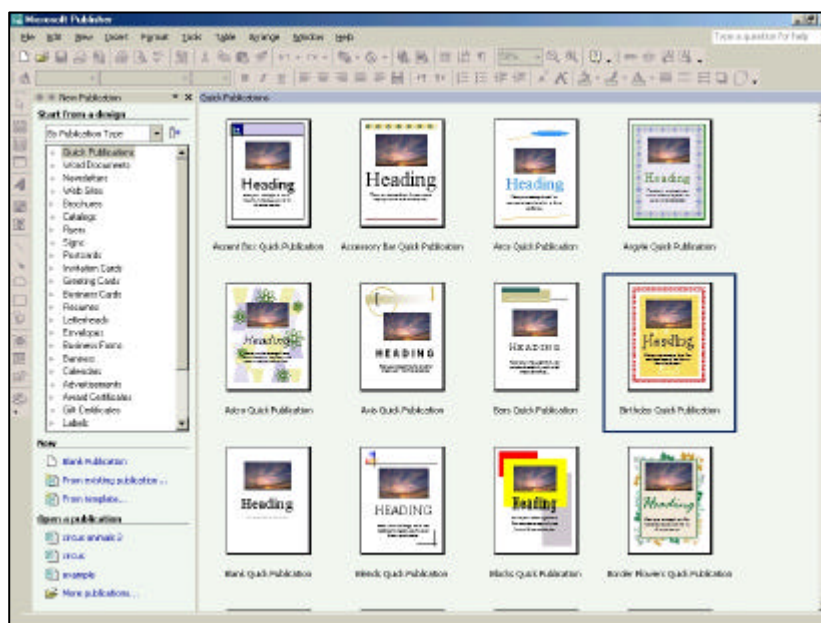 Microsoft Publisher
File Edit View Insert Format Tools Table Arrange Window Help
Type a question for help
New Publication
Quick Publications
Start from a design
By Publication Type
Quick Publications
Word Documents
Newsletters
Web Sites
Brochures
Catalogs
Flyers
Signs
Postcards
Invitation Cards
Greeting Cards
Business Cards
Resumes
Letterheads
Envelopes
Business Forms
Banners
Calendars
Advertisements
Award Certificates
Gift Certificates
Labels
New
Blank Publication
From existing publication ...
From template...
Open a publication
circus animals 2
circus
example
More publications...
Heading
Heading
Heading
Heading
Accent Box Quick Publication
Accessory Bar Quick Publication
Arcs Quick Publication
Argyle Quick Publication
Heading
HEADING
HEADING
Heading
Astro Quick Publication
Axis Quick Publication
Bars Quick Publication
Birthday Quick Publication
Heading
HEADING
Heading
Heading
Blank Quick Publication
Blends Quick Publication
Blocks Quick Publication
Border Flowers Quick Publication